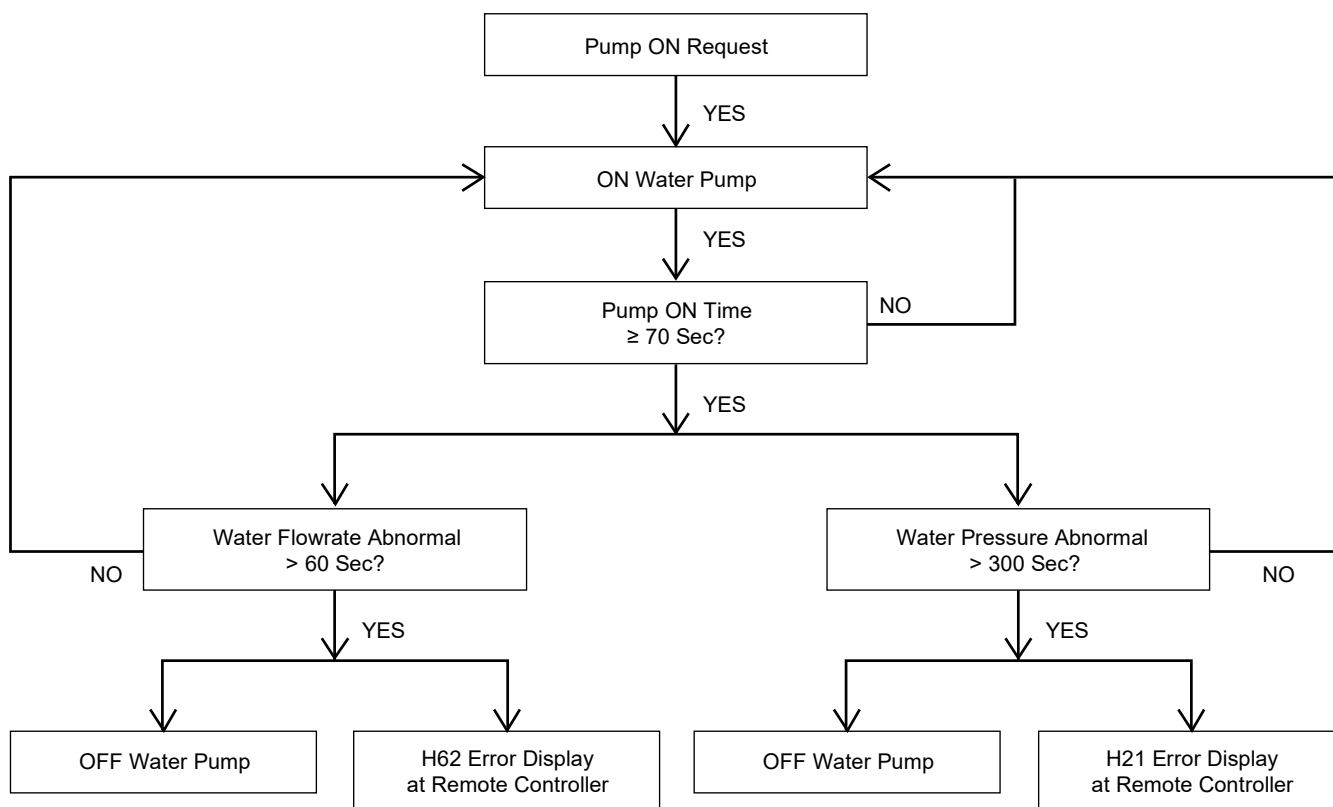 Pump ON Request
YES
ON Water Pump
YES
Pump ON Time
≥ 70 Sec?
NO
YES
Water Flowrate Abnormal
> 60 Sec?
NO
YES
Water Pressure Abnormal
> 300 Sec?
NO
YES
OFF Water Pump
H62 Error Display
at Remote Controller
OFF Water Pump
H21 Error Display
at Remote Controller